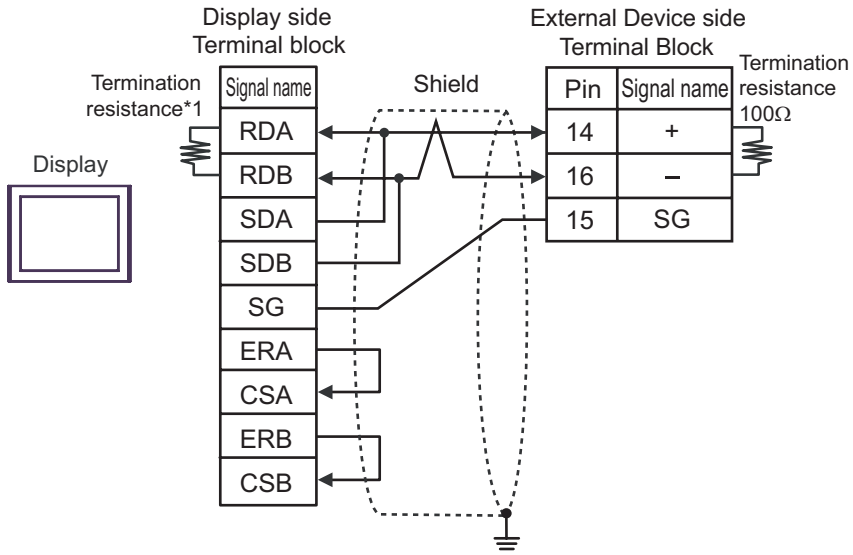 Display side
Terminal block
External Device side
Terminal Block
Termination
resistance*1
Shield
Termination
resistance
100Ω
Display
Signal name
RDA
RDB
SDA
SDB
SG
ERA
CSA
ERB
CSB
Pin Signal name
14 +
16 –
15 SG